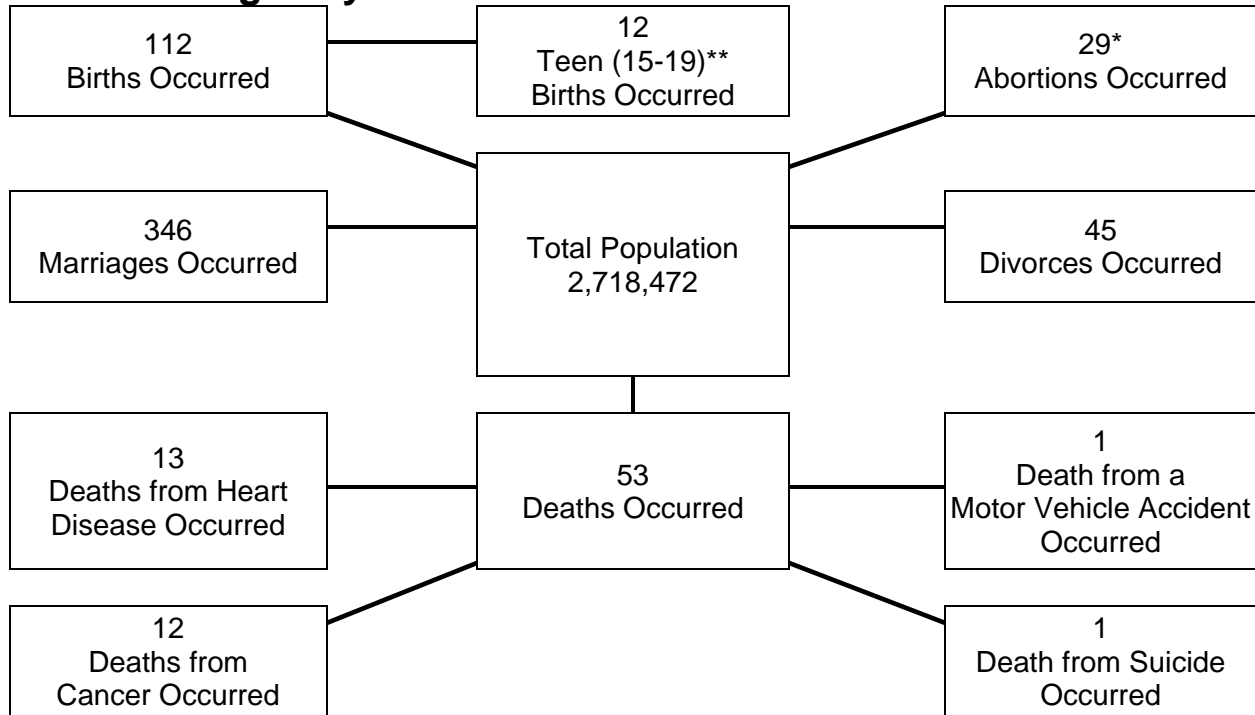 112
Births Occurred
12
Teen (15-19)**
Births Occurred
29*
Abortions Occurred
346
Marriages Occurred
Total Population
2,718,472
45
Divorces Occurred
13
Deaths from Heart
Disease Occurred
53
Deaths Occurred
1
Death from a
Motor Vehicle Accident
Occurred
12
Deaths from
Cancer Occurred
1
Death from Suicide
Occurred